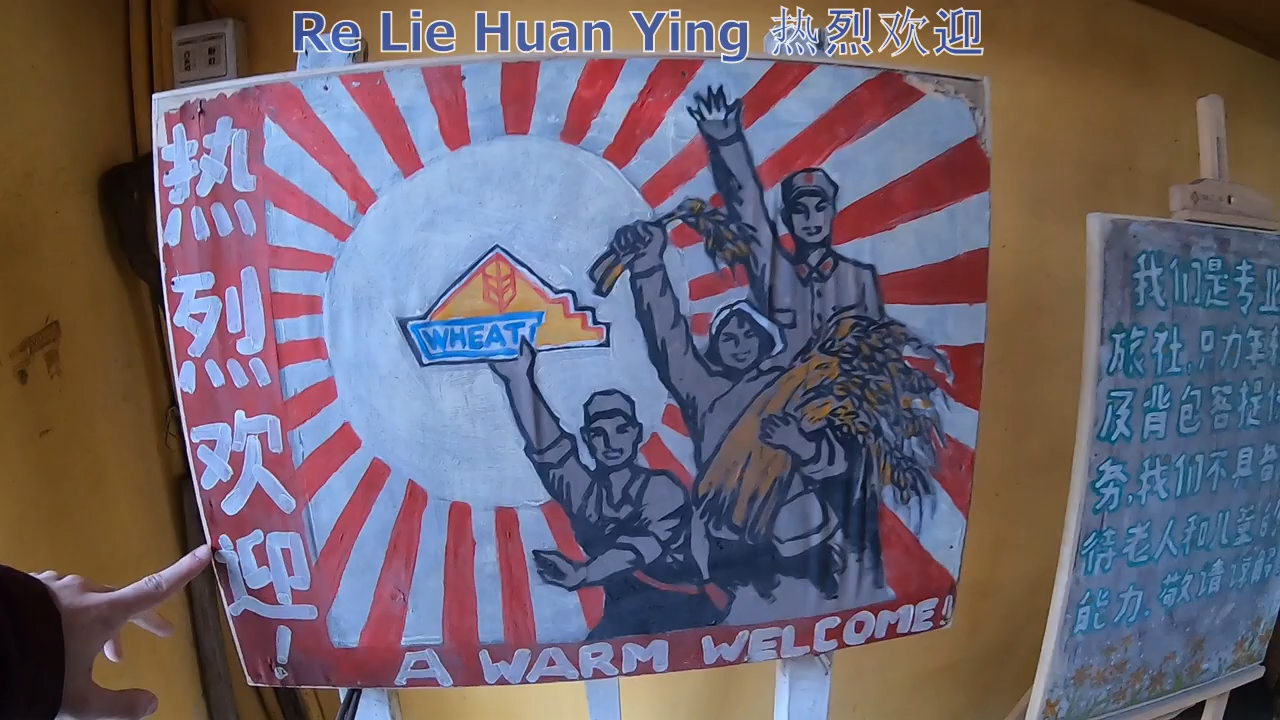 Re Lie Huan Ying 热烈欢迎
热烈欢迎!
WHEAT
A WARM WELCOME!
我们是专业
旅社,只为年轻
及背包客提供
务,我们不具备
待老人和儿童的
能力,敬请谅解